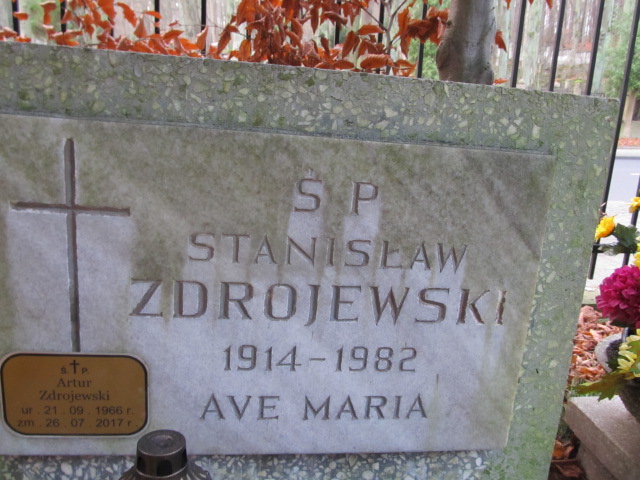 Ś P
STANISŁAW
ZDROJEWSKI
1914-1982
AVE MARIA
Ś. P.
Artur
Zdrojewski
ur . 21 . 09 . 1966 r.
zm . 26 . 07 . 2017 r .